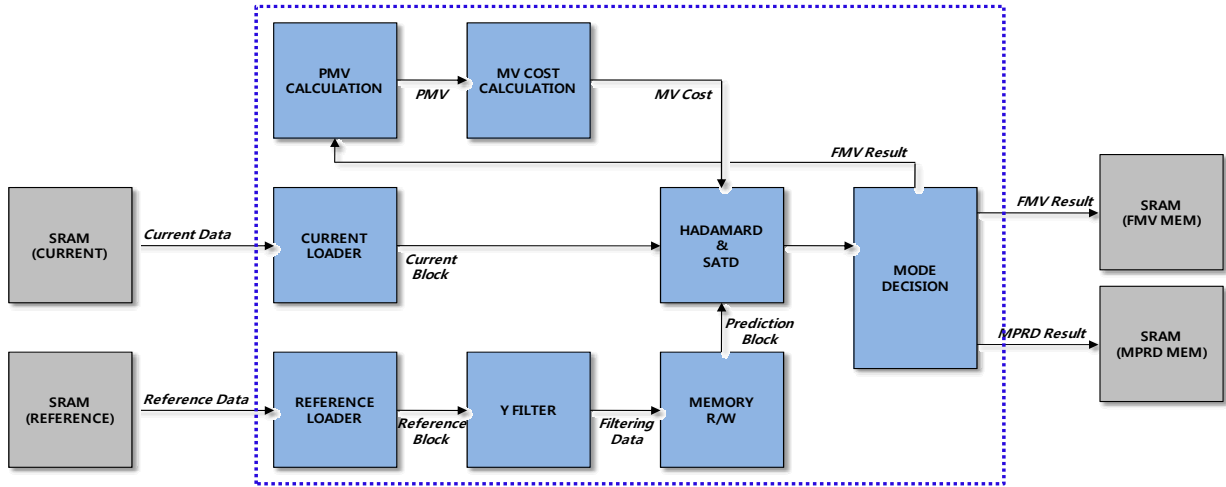 PMV
CALCULATION
PMV
MV COST
CALCULATION
MV Cost
FMV Result
SRAM
(CURRENT)
Current Data
CURRENT
LOADER
Current
Block
HADAMARD
&
SATD
MODE
DECISION
FMV Result
SRAM
(FMV MEM)
MPRD Result
SRAM
(MPRD MEM)
Prediction
Block
SRAM
(REFERENCE)
Reference Data
REFERENCE
LOADER
Reference
Block
Y FILTER
Filtering
Data
MEMORY
R/W